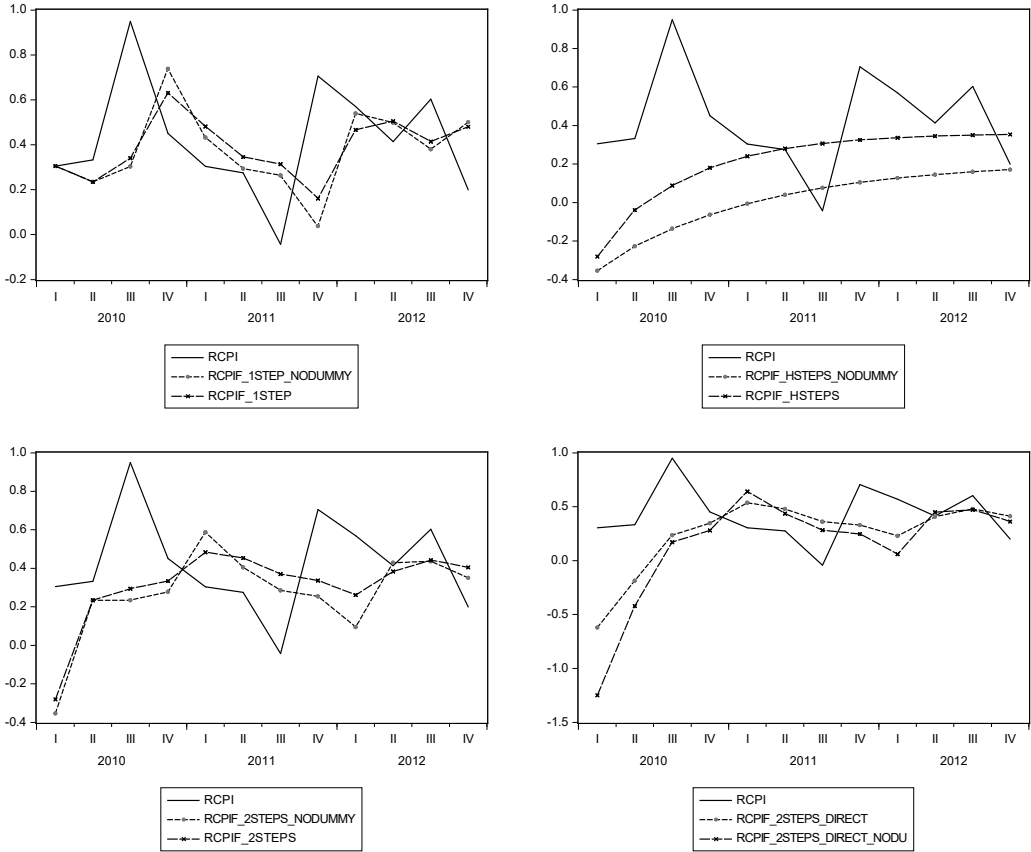 1.0
0.8
0.6
0.4
0.2
0.0
-0.2
I II III IV I II III IV I II III IV
2010 2011 2012
RCPI
RCPIF_1STEP_NODUMMY
RCPIF_1STEP
1.0
0.8
0.6
0.4
0.2
0.0
-0.2
-0.4
I II III IV I II III IV I II III IV
2010 2011 2012
RCPI
RCPIF_HSTEPS_NODUMMY
RCPIF_HSTEPS
1.0
0.8
0.6
0.4
0.2
0.0
-0.2
-0.4
I II III IV I II III IV I II III IV
2010 2011 2012
RCPI
RCPIF_2STEPS_NODUMMY
RCPIF_2STEPS
1.0
0.5
0.0
-0.5
-1.0
-1.5
I II III IV I II III IV I II III IV
2010 2011 2012
RCPI
RCPIF_2STEPS_DIRECT
RCPIF_2STEPS_DIRECT_NODU